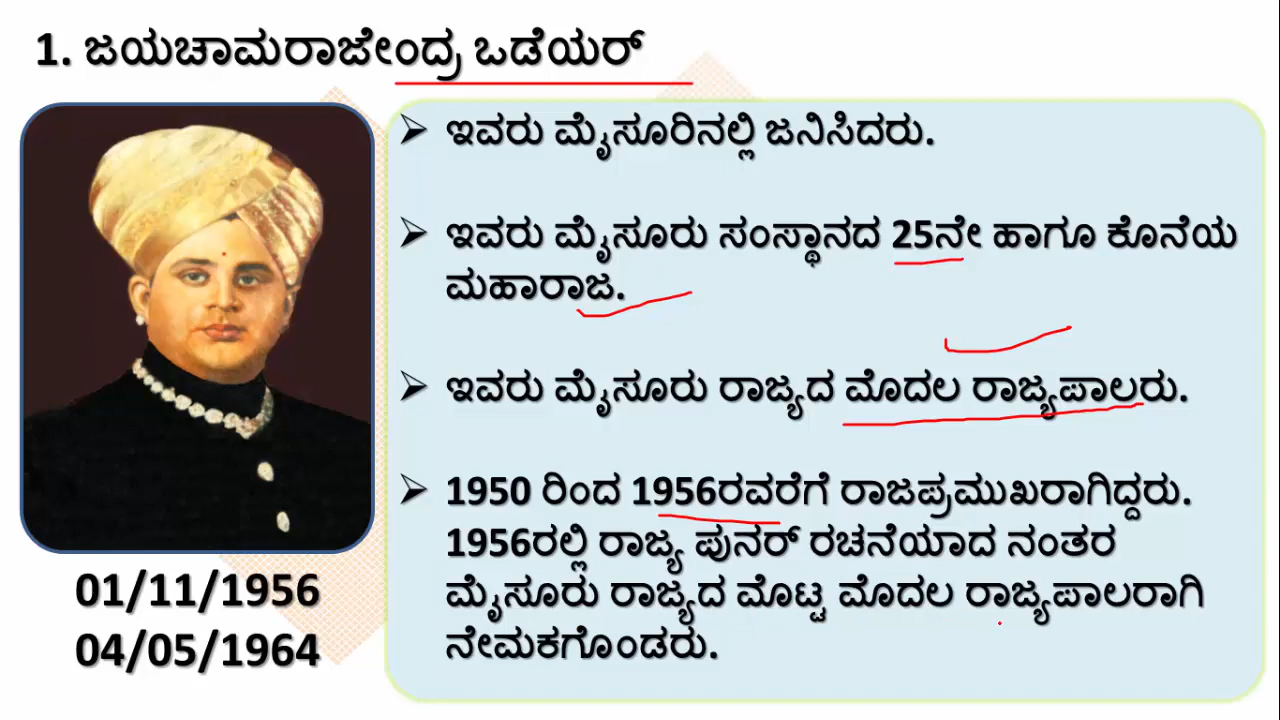 1. ಜಯಚಾಮರಾಜೇಂದ್ರ ಒಡೆಯರ್
ಇವರು ಮೈಸೂರಿನಲ್ಲಿ ಜನಿಸಿದರು.
ಇವರು ಮೈಸೂರು ಸಂಸ್ಥಾನದ 25ನೇ ಹಾಗೂ ಕೊನೆಯ
ಮಹಾರಾಜ.
ಇವರು ಮೈಸೂರು ರಾಜ್ಯದ ಮೊದಲ ರಾಜ್ಯಪಾಲರು.
1950 ರಿಂದ 1956ರವರೆಗೆ ರಾಜಪ್ರಮುಖರಾಗಿದ್ದರು.
1956ರಲ್ಲಿ ರಾಜ್ಯ ಪುನರ್ ರಚನೆಯಾದ ನಂತರ
ಮೈಸೂರು ರಾಜ್ಯದ ಮೊಟ್ಟ ಮೊದಲ ರಾಜ್ಯಪಾಲರಾಗಿ
ನೇಮಕಗೊಂಡರು.
01/11/1956
04/05/1964